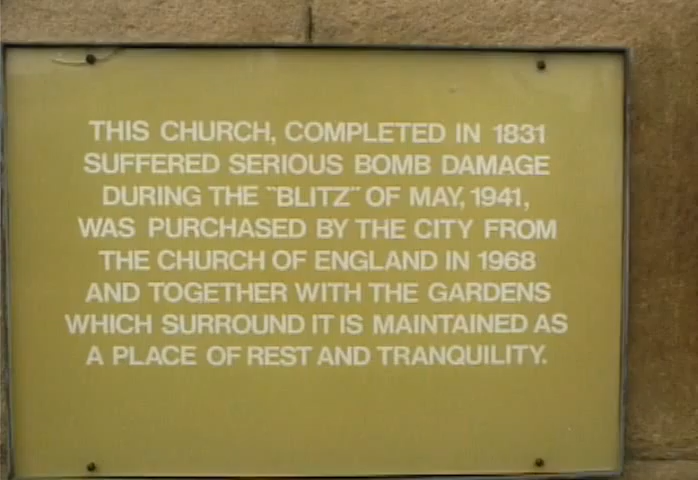 THIS CHURCH, COMPLETED IN 1831
SUFFERED SERIOUS BOMB DAMAGE
DURING THE "BLITZ" OF MAY, 1941,
WAS PURCHASED BY THE CITY FROM
THE CHURCH OF ENGLAND IN 1968
AND TOGETHER WITH THE GARDENS
WHICH SURROUND IT IS MAINTAINED AS
A PLACE OF REST AND TRANQUILITY.